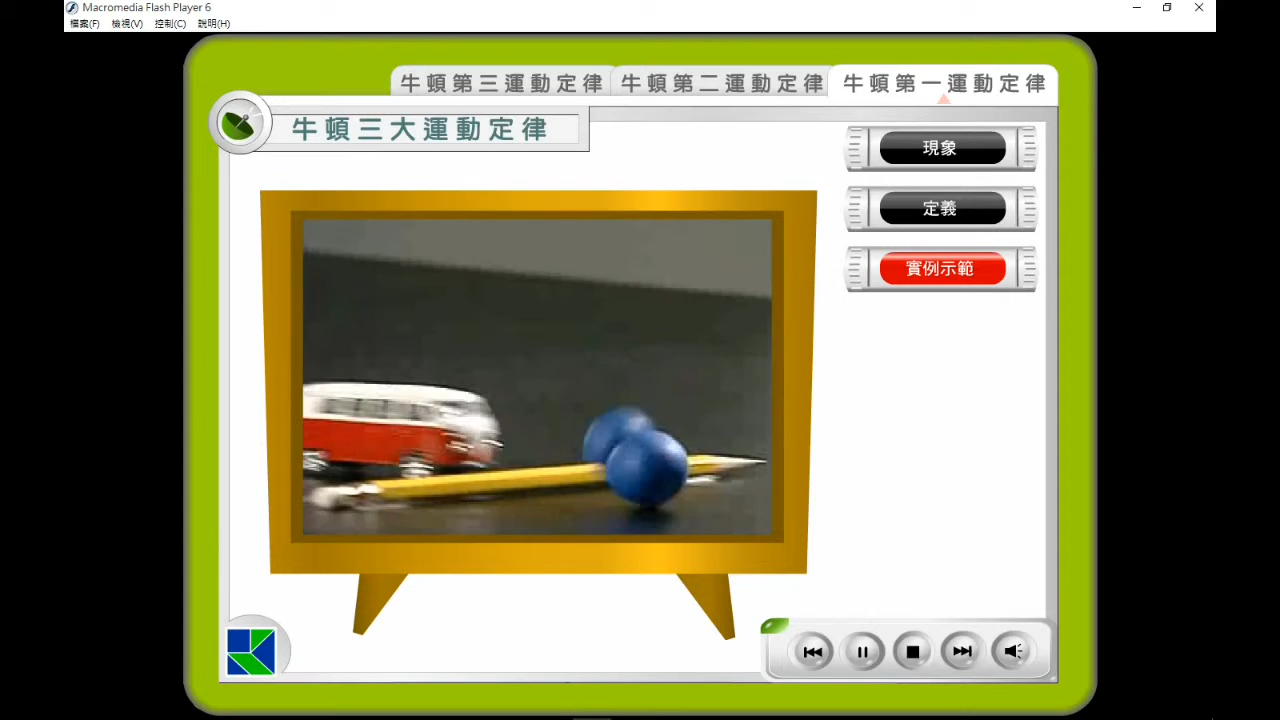 Macromedia Flash Player 6
檔案(F) 檢視(V) 控制(C) 說明(H)
牛頓第三運動定律 牛頓第二運動定律 牛頓第一運動定律
牛頓三大運動定律
現象
定義
實例示範